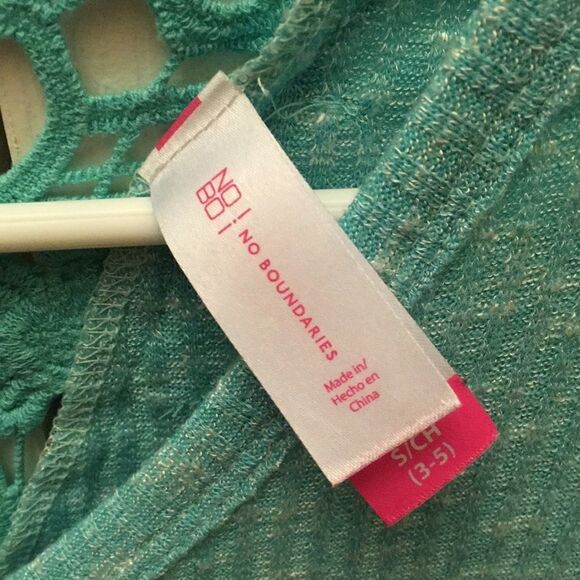 NO!
BO!
NO BOUNDARIES
Made in/
Hecho en
China
S/CH
(3-5)